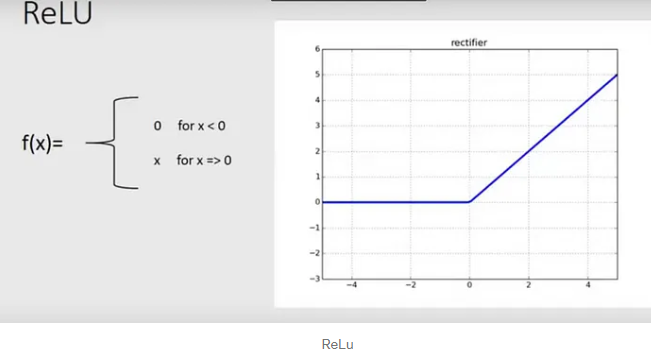 ReLU
f(x)=
0 for x < 0
x for x => 0
rectifier
6
5
4
3
2
1
0
−1
−2
−3
−4 −2 0 2 4
ReLu